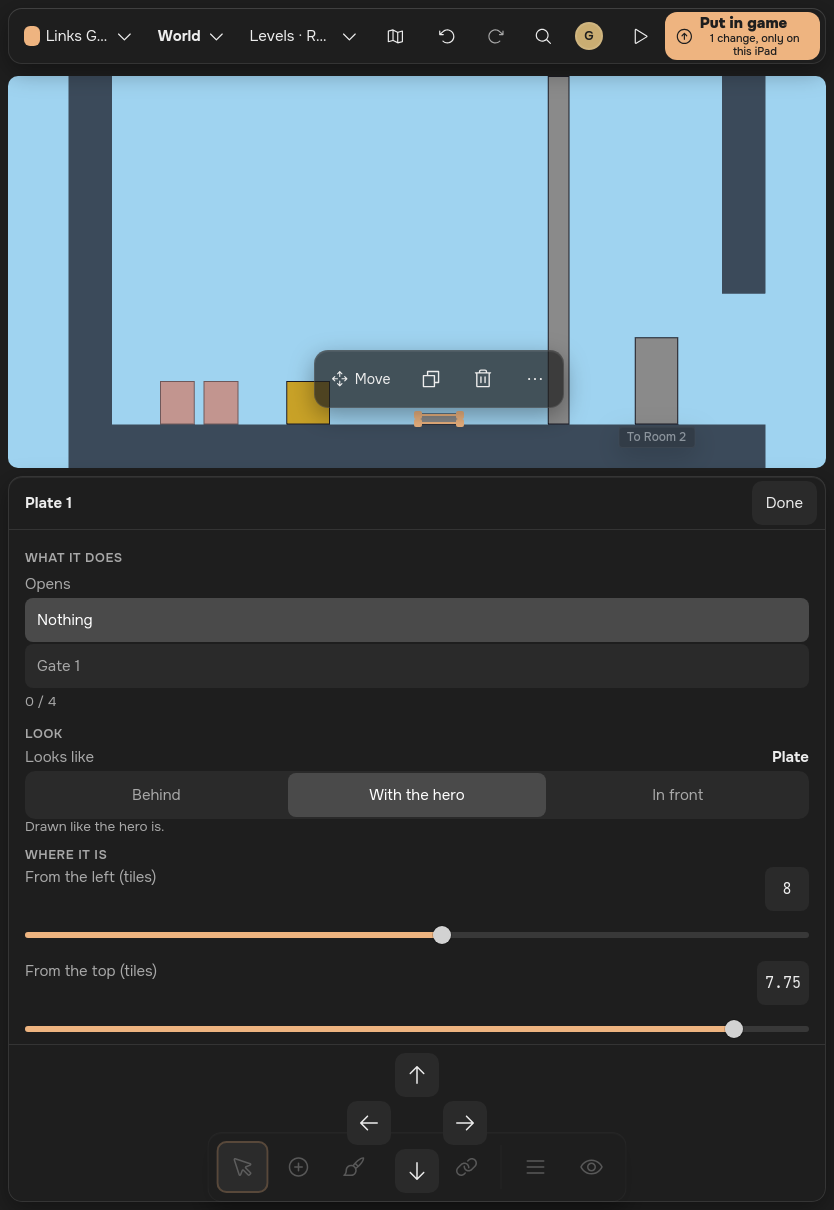 Links G...
World
Levels · R...
G
Put in game
1 change, only on
this iPad
Move
To Room 2
Plate 1
Done
WHAT IT DOES
Opens
Nothing
Gate 1
0 / 4
LOOK
Looks like
Plate
Behind
With the hero
In front
Drawn like the hero is.
WHERE IT IS
From the left (tiles)
8
From the top (tiles)
7.75